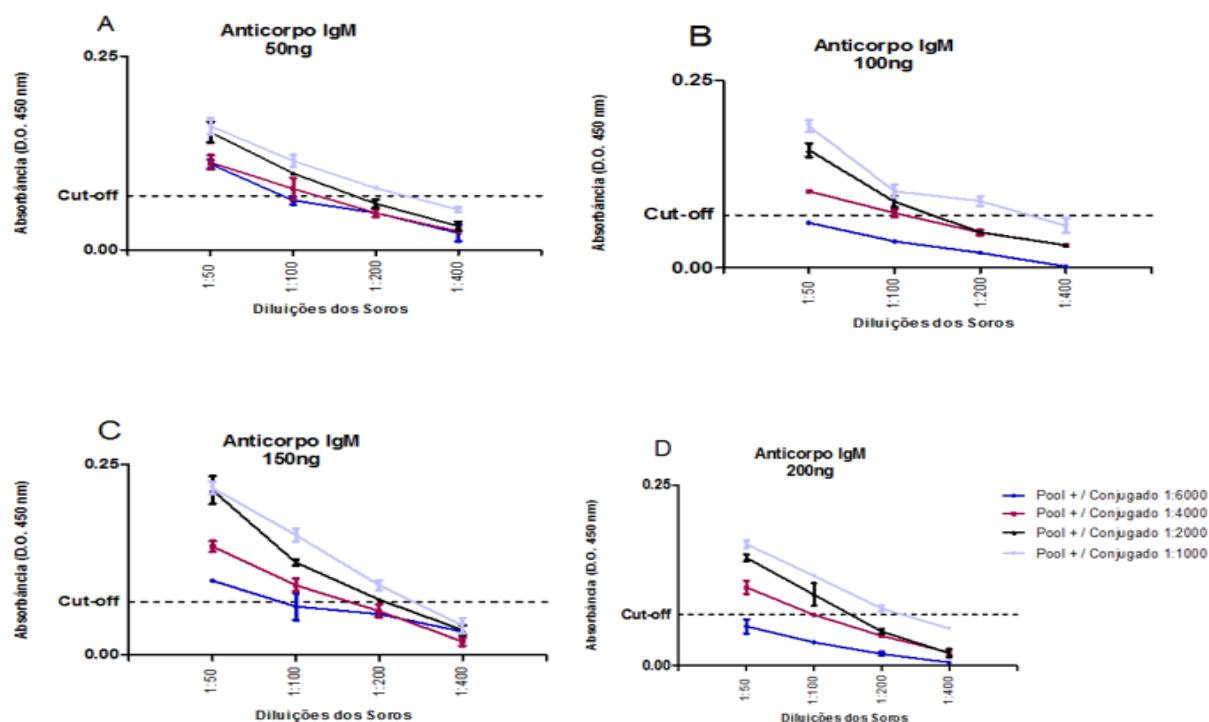 A
Anticorpo IgM
50ng
0.25
Cut-off
0.00
Absorbância (D.O. 450 nm)
1:50
1:100
1:200
1:400
Diluições dos Soros
B
Anticorpo IgM
100ng
0.25
Cut-off
0.00
Absorbância (D.O. 450 nm)
1:50
1:100
1:200
1:400
Diluições dos Soros
C
Anticorpo IgM
150ng
0.25
Cut-off
0.00
Absorbância (D.O. 450 nm)
1:50
1:100
1:200
1:400
Diluições dos Soros
D
Anticorpo IgM
200ng
0.25
Cut-off
0.00
Absorbância (D.O. 450 nm)
1:50
1:100
1:200
1:400
Diluições dos Soros
Pool + / Conjugado 1:6000
Pool + / Conjugado 1:4000
Pool + / Conjugado 1:2000
Pool + / Conjugado 1:1000